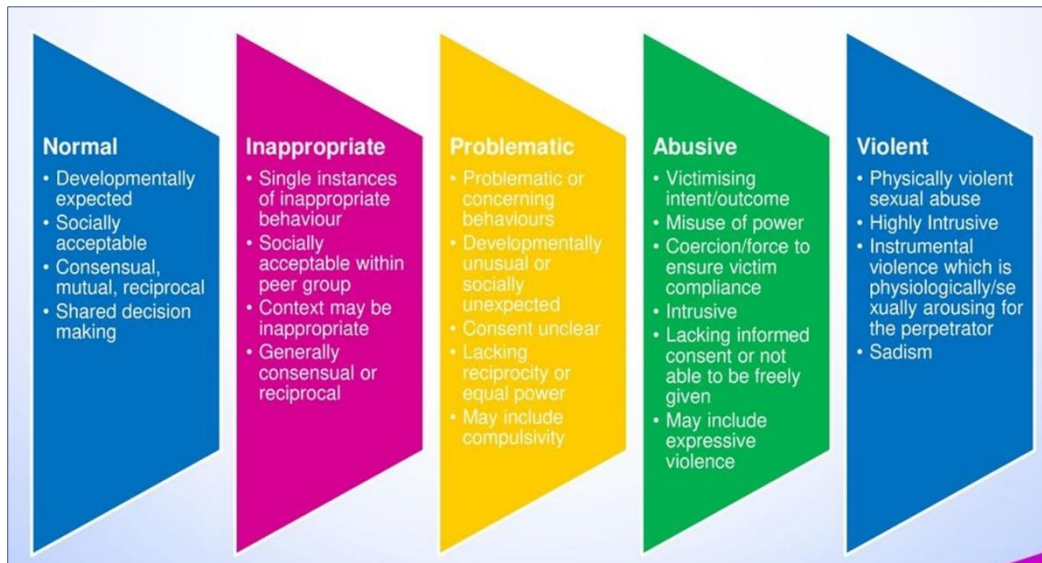 Normal
• Developmentally
expected
• Socially
acceptable
• Consensual,
mutual, reciprocal
• Shared decision
making
Inappropriate
• Single instances
of inappropriate
behaviour
• Socially
acceptable within
peer group
• Context may be
inappropriate
• Generally
consensual or
reciprocal
Problematic
• Problematic or
concerning
behaviours
• Developmentally
unusual or
socially
unexpected
• Consent unclear
• Lacking
reciprocity or
equal power
• May include
compulsivity
Abusive
• Victimising
intent/outcome
• Misuse of power
• Coercion/force to
ensure victim
compliance
• Intrusive
• Lacking informed
consent or not
able to be freely
given
• May include
expressive
violence
Violent
• Physically violent
sexual abuse
• Highly Intrusive
• Instrumental
violence which is
physiologically/se
xually arousing for
the perpetrator
• Sadism